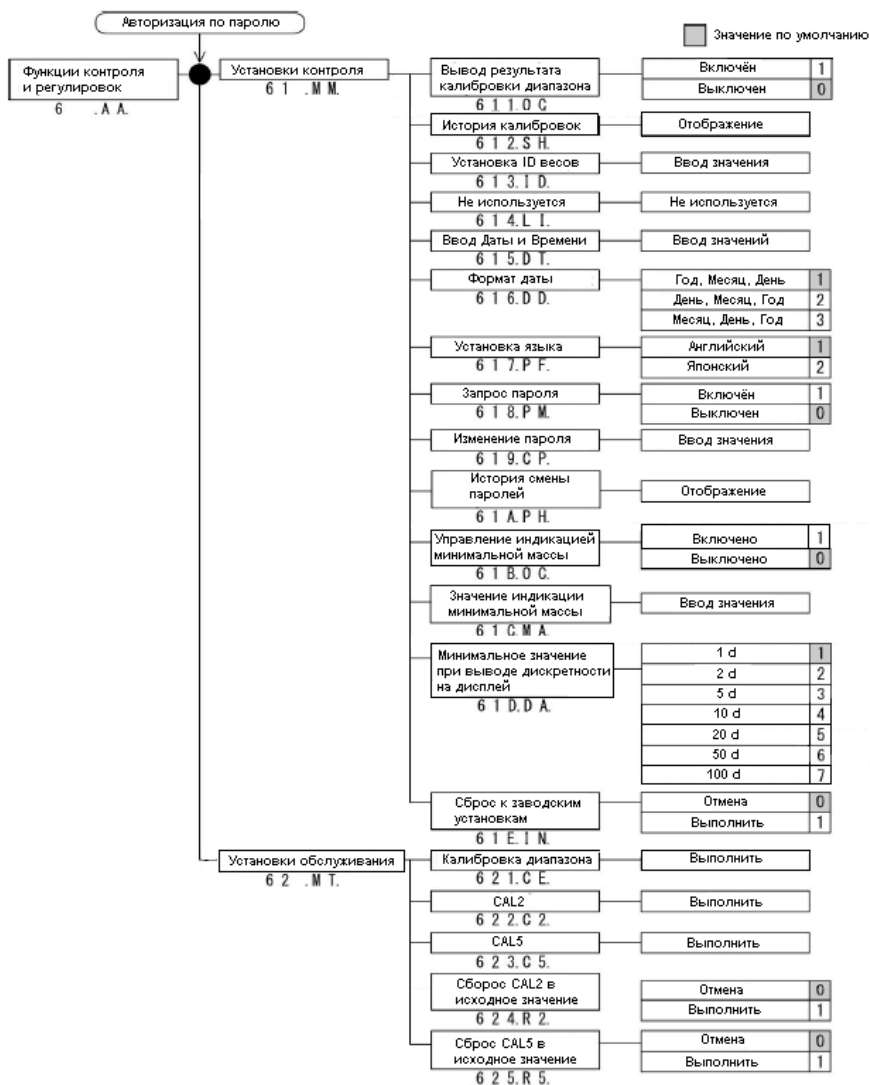 Авторизация по паролю
Значение по умолчанию
Функции контроля
и регулировок
6 .A A.
Установки контроля
6 1 .M M.
Вывод результата
калибровки диапазона
6 1 1.O C
Включён 1
Выключен 0
История калибровок
6 1 2.S H.
Отображение
Установка ID весов
6 1 3.I D.
Ввод значения
Не используется
6 1 4.L I.
Не используется
Ввод Даты и Времени
6 1 5.D T.
Ввод значений
Формат даты
6 1 6.D D.
Год, Месяц, День 1
День, Месяц, Год 2
Месяц, День, Год 3
Установка языка
6 1 7.P F.
Английский 1
Японский 2
Запрос пароля
6 1 8.P M.
Включён 1
Выключен 0
Изменение пароля
6 1 9.C P.
Ввод значения
История смены
паролей
6 1 A.P H.
Отображение
Управление индикацией
минимальной массы
6 1 B.O C.
Включено 1
Выключено 0
Значение индикации
минимальной массы
6 1 C.M A.
Ввод значения
Минимальное значение
при выводе дискретности
на дисплей
6 1 D.D A.
1 d 1
2 d 2
5 d 3
10 d 4
20 d 5
50 d 6
100 d 7
Сброс к заводским
установкам
6 1 E.I N.
Отмена 0
Выполнить 1
Установки обслуживания
6 2 .M T.
Калибровка диапазона
6 2 1.C E.
Выполнить
CAL2
6 2 2.C 2.
Выполнить
CAL5
6 2 3.C 5.
Выполнить
Сборос CAL2 в
исходное значение
6 2 4.R 2.
Отмена 0
Выполнить 1
Сброс CAL5 в
исходное значение
6 2 5.R 5.
Отмена 0
Выполнить 1